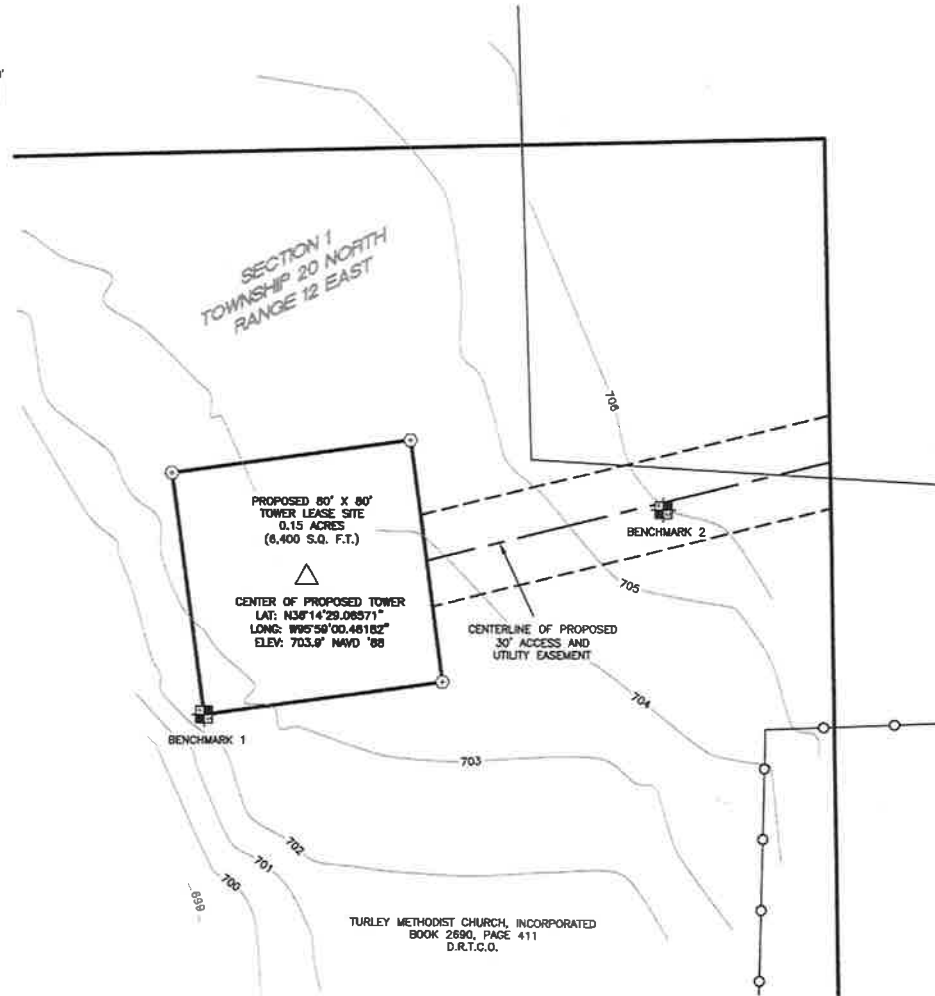 SECTION 1
TOWNSHIP 20 NORTH
RANGE 12 EAST
706
PROPOSED 80' X 80'
TOWER LEASE SITE
0.15 ACRES
(6,400 S.Q. F.T.)
CENTER OF PROPOSED TOWER
LAT: N36°14'29.08571"
LONG: W95°59'00.46182"
ELEV: 703.9' NAVD '88
BENCHMARK 2
705
CENTERLINE OF PROPOSED
30' ACCESS AND
UTILITY EASEMENT
704
BENCHMARK 1
703
702
701
700
699
TURLEY METHODIST CHURCH, INCORPORATED
BOOK 2690, PAGE 411
D.R.T.C.O.